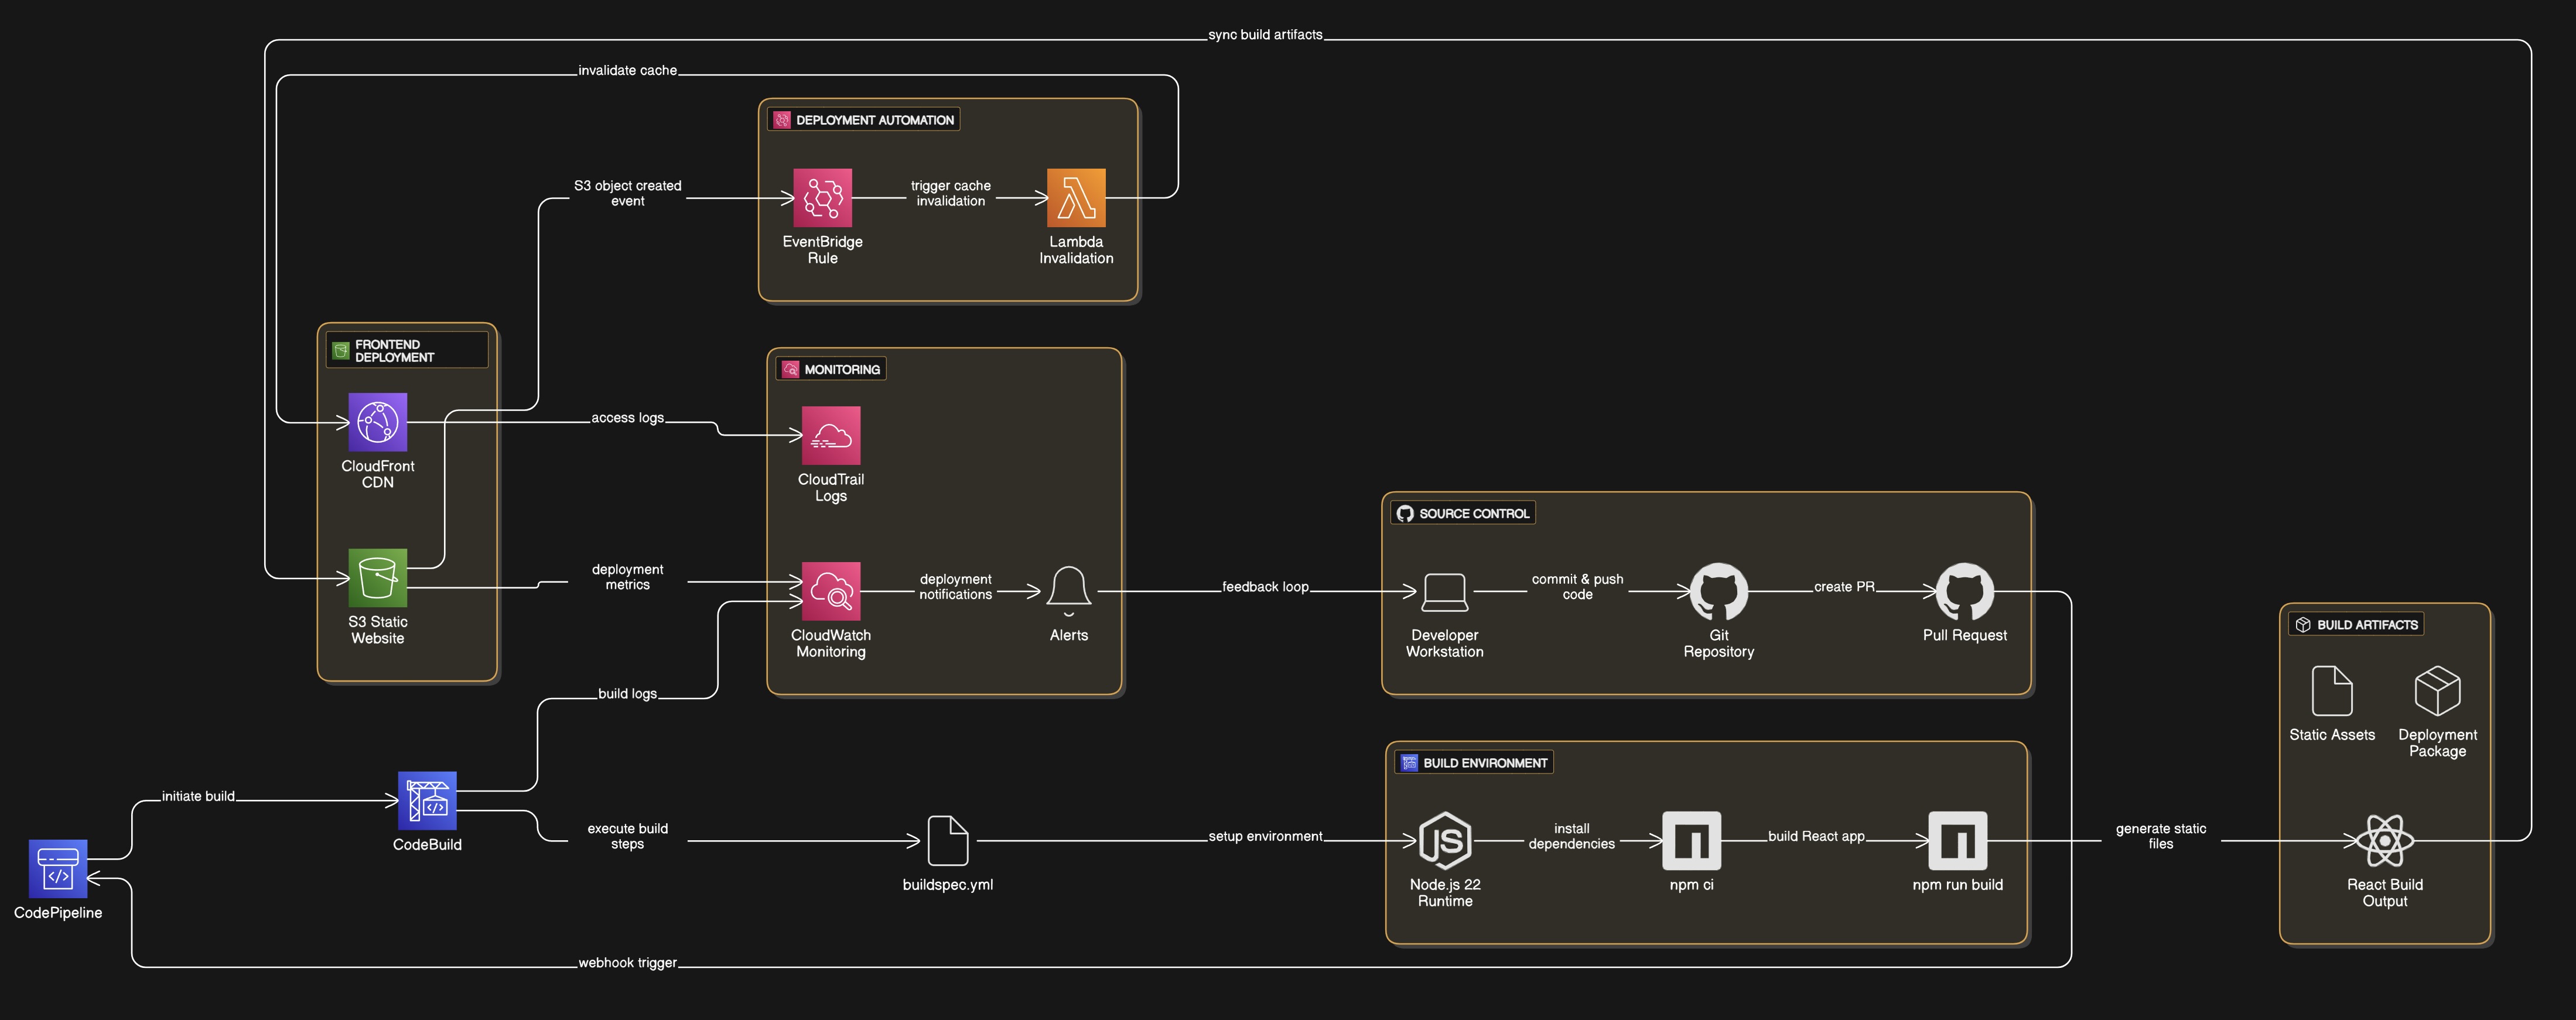 sync build artifacts
invalidate cache
DEPLOYMENT AUTOMATION
S3 object created
event
trigger cache
invalidation
EventBridge
Rule
Lambda
Invalidation
FRONTEND
DEPLOYMENT
MONITORING
CloudFront
CDN
access logs
CloudTrail
Logs
S3 Static
Website
deployment
metrics
CloudWatch
Monitoring
deployment
notifications
Alerts
feedback loop
SOURCE CONTROL
Developer
Workstation
commit & push
code
Git
Repository
create PR
Pull Request
BUILD ARTIFACTS
Static Assets
Deployment
Package
build logs
initiate build
CodeBuild
CodePipeline
execute build
steps
buildspec.yml
setup environment
BUILD ENVIRONMENT
Node.js 22
Runtime
install
dependencies
npm ci
build React app
npm run build
generate static
files
React Build
Output
webhook trigger